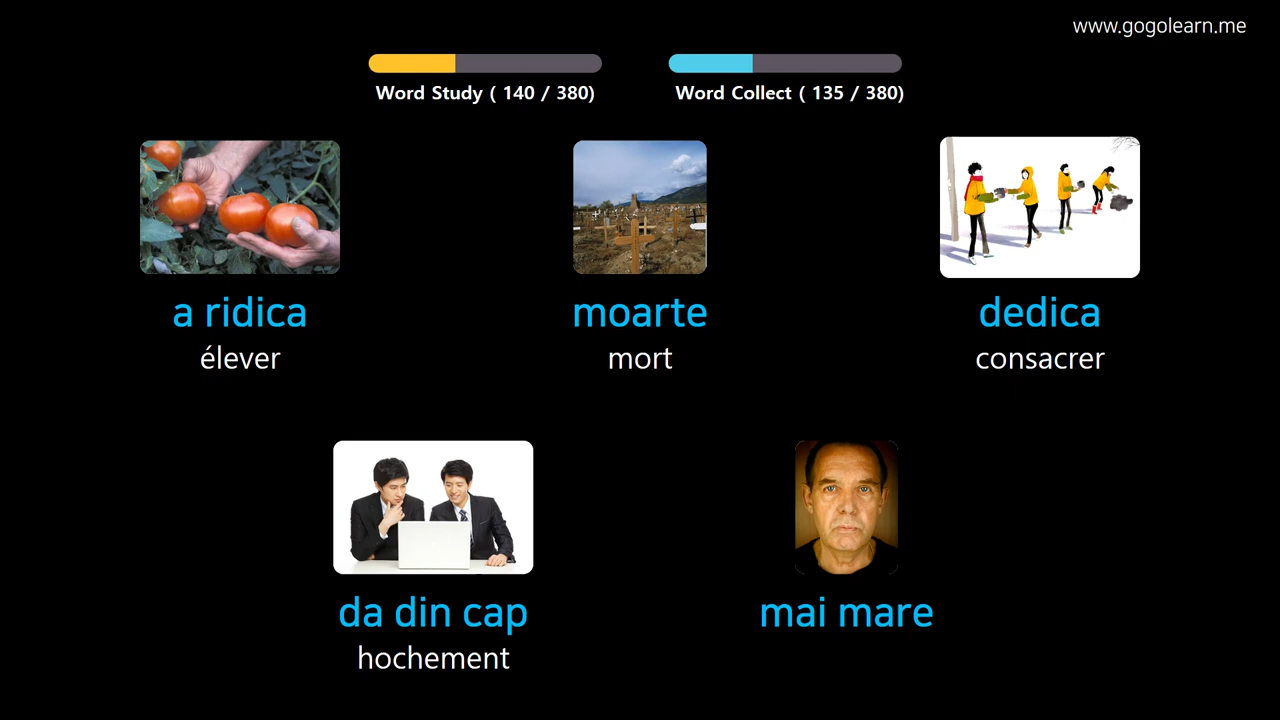 www.gogolearn.me
Word Study ( 140 / 380)
Word Collect ( 135 / 380)
a ridica
élever
moarte
mort
dedica
consacrer
da din cap
hochement
mai mare